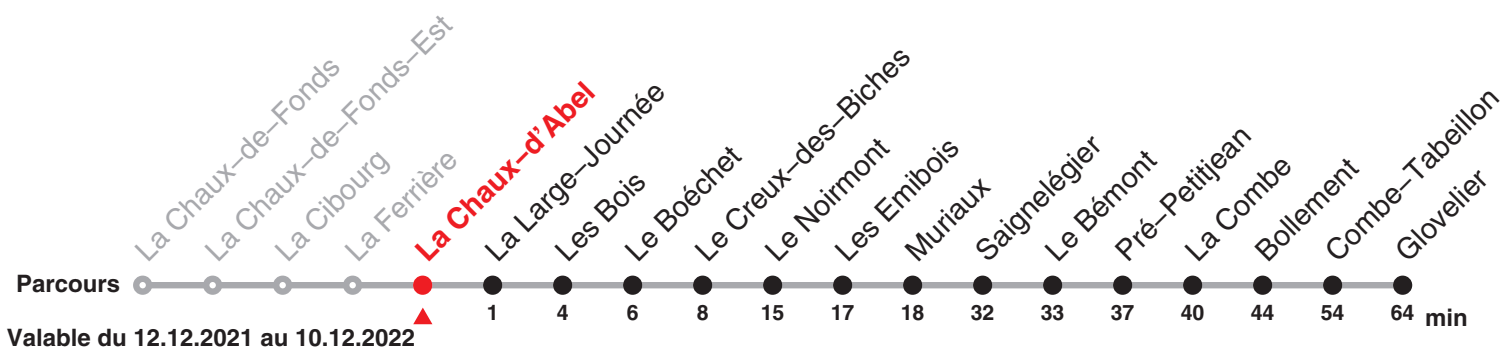 La Chaux–de–Fonds
La Chaux–de–Fonds–Est
La Cibourg
La Ferrière
La Chaux–d'Abel
La Large–Journée
Les Bois
Le Boéchet
Le Creux–des–Biches
Le Noirmont
Les Emibois
Muriaux
Saignelégier
Le Bémont
Pré–Petitjean
La Combe
Bollement
Combe–Tabeillon
Glovelier
Parcours
1 4 6 8 15 17 18 32 33 37 40 44 54 64 min
Valable du 12.12.2021 au 10.12.2022